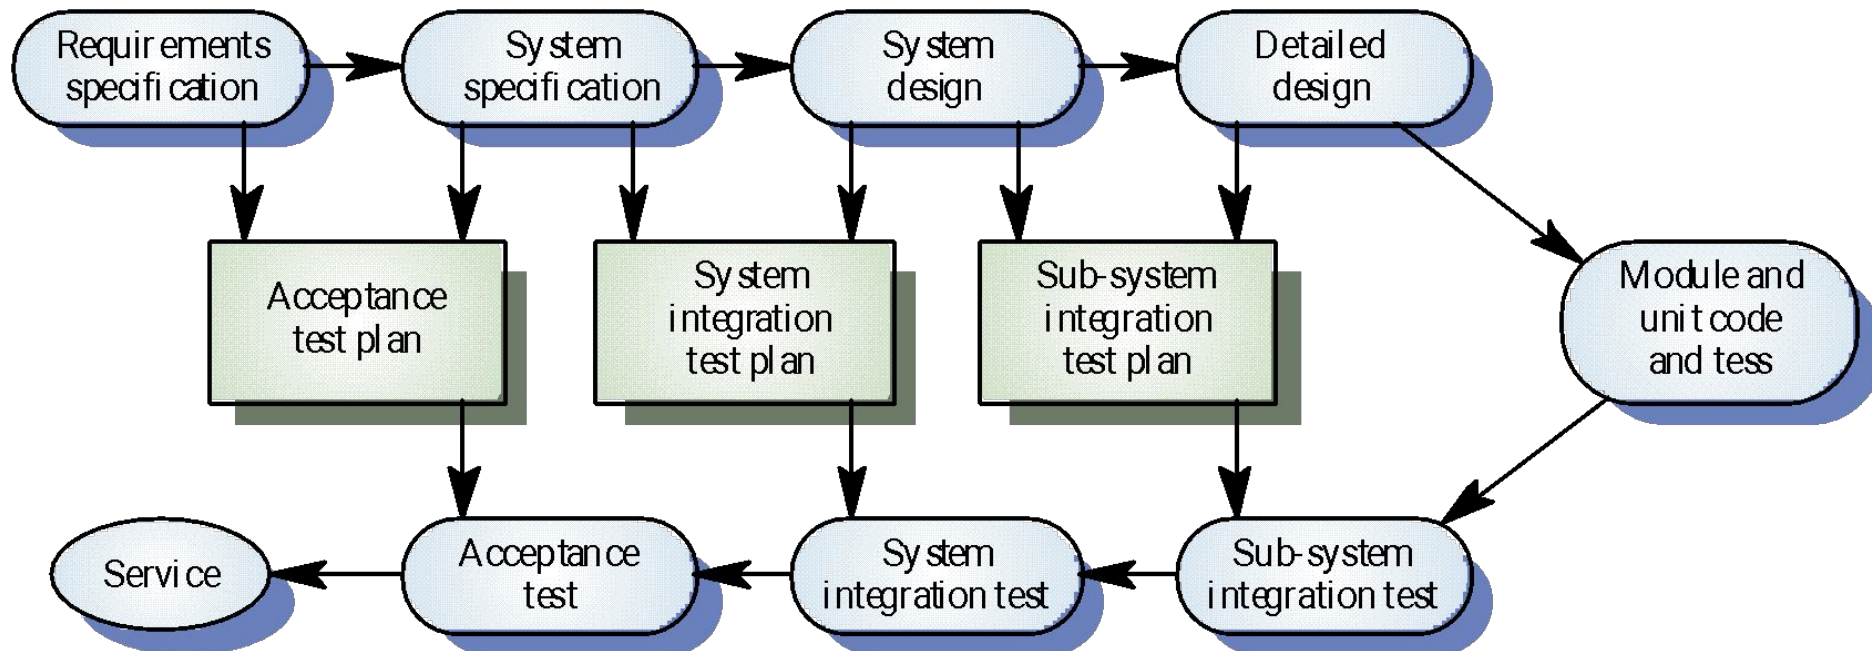 Requirements
specification
System
specification
System
design
Detailed
design
Acceptance
test plan
System
integration
test plan
Sub-system
integration
test plan
Module and
unit code
and tess
Service
Acceptance
test
System
integration test
Sub-system
integration test